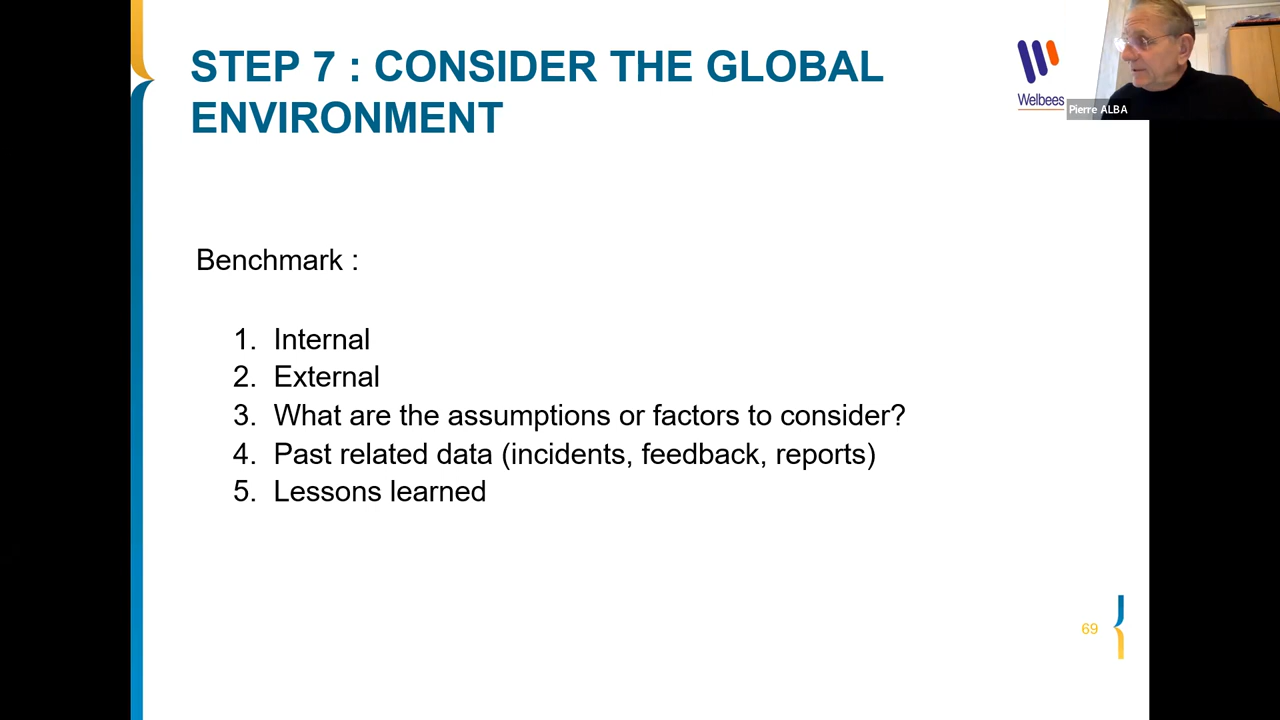 STEP 7 : CONSIDER THE GLOBAL
ENVIRONMENT
Welbees
Pierre ALBA
Benchmark :
1. Internal
2. External
3. What are the assumptions or factors to consider?
4. Past related data (incidents, feedback, reports)
5. Lessons learned
69